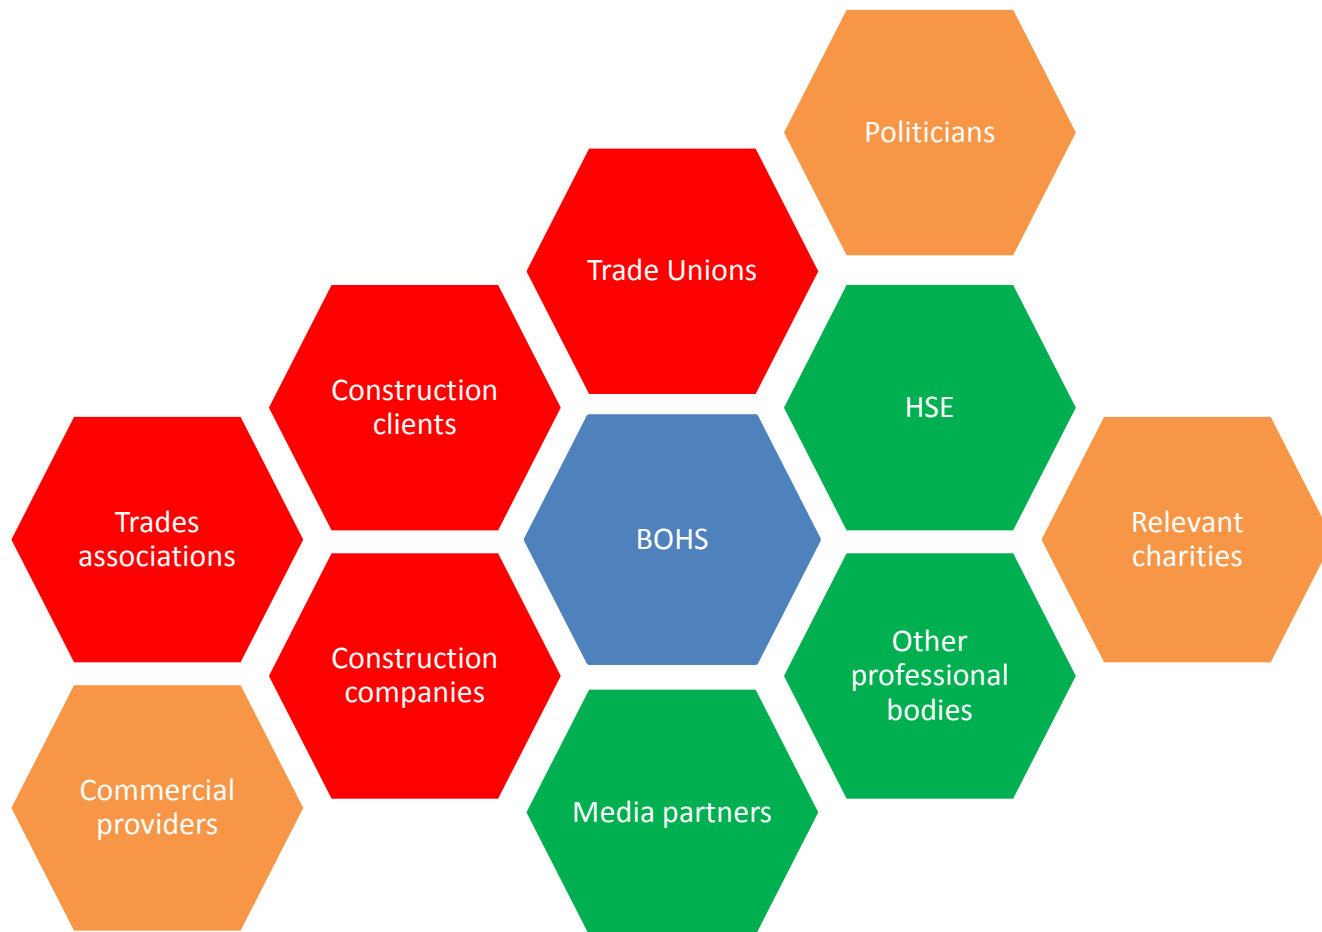 Politicians
Trade Unions
Construction
clients
HSE
Trades
associations
BOHS
Relevant
charities
Construction
companies
Other
professional
bodies
Commercial
providers
Media partners